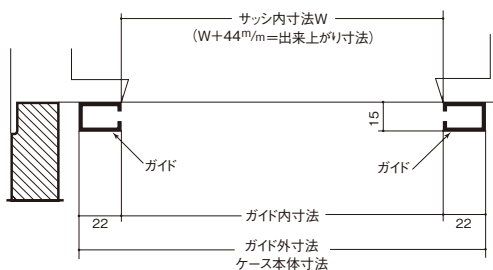 サッシ内寸法W
（W+44m/m=出来上がり寸法）
15
ガイド
ガイド
22
ガイド内寸法
22
ガイド外寸法
ケース本体寸法